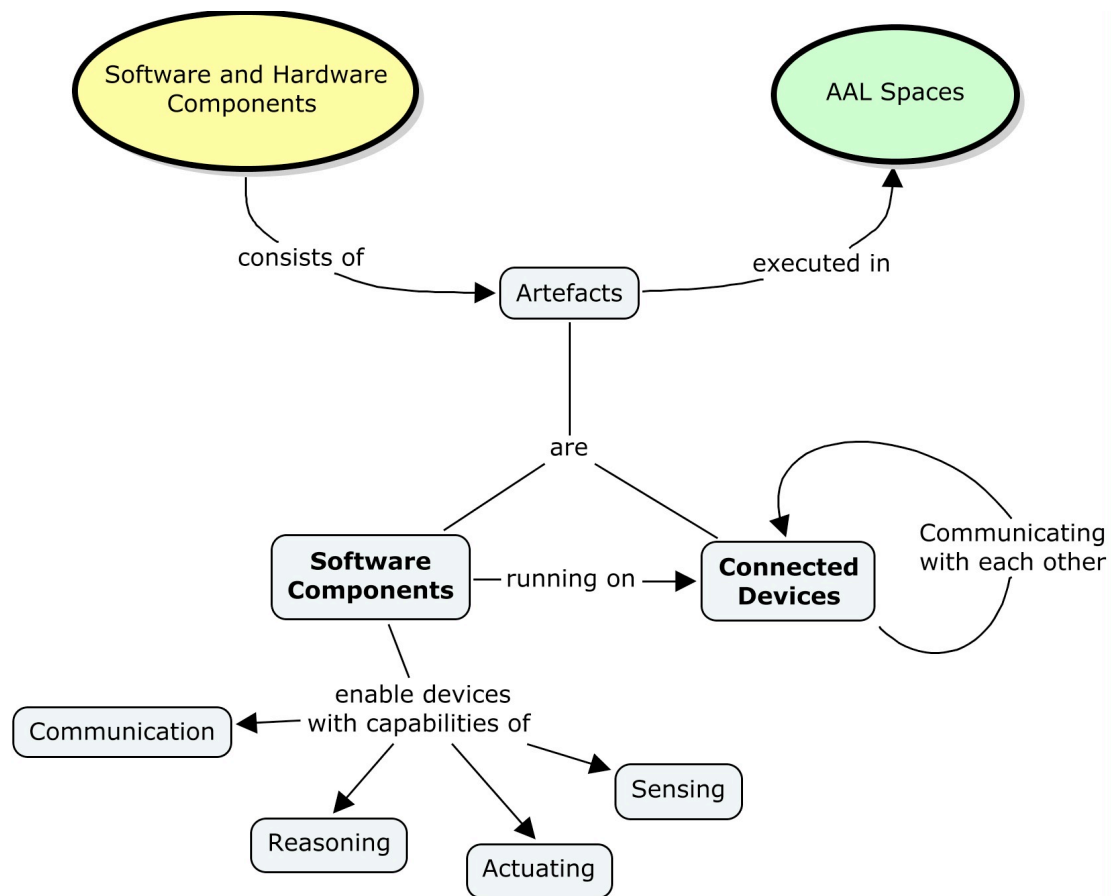 Software and Hardware
Components
AAL Spaces
consists of
executed in
Artefacts
are
Software
Components
running on
Connected
Devices
Communicating
with each other
enable devices
with capabilities of
Communication
Sensing
Reasoning
Actuating